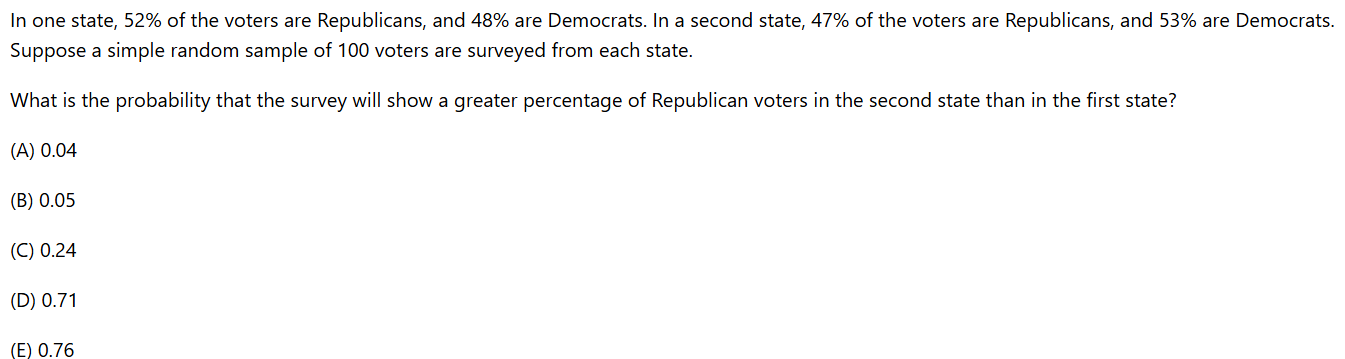 In one state, 52% of the voters are Republicans, and 48% are Democrats. In a second state, 47% of the voters are Republicans, and 53% are Democrats.
Suppose a simple random sample of 100 voters are surveyed from each state.
What is the probability that the survey will show a greater percentage of Republican voters in the second state than in the first state?
(A) 0.04
(B) 0.05
(C) 0.24
(D) 0.71
(E) 0.76